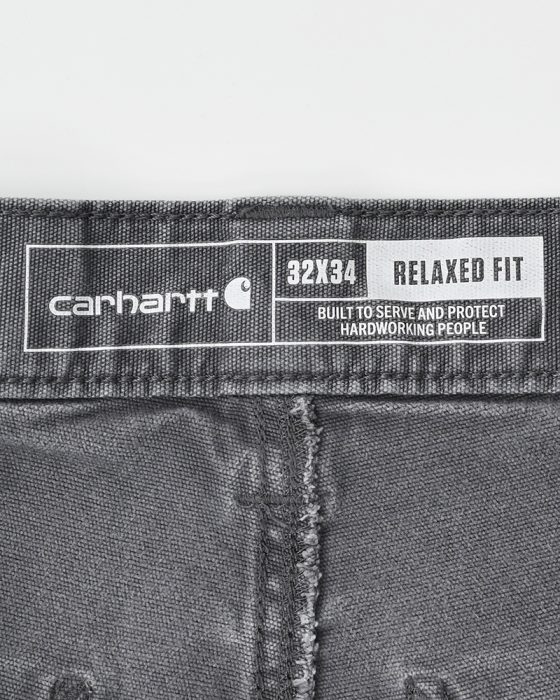 carhartt
32X34
RELAXED FIT
BUILT TO SERVE AND PROTECT
HARDWORKING PEOPLE